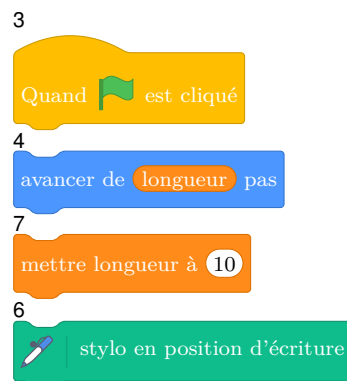 3
Quand est cliqué
4
avancer de longueur pas
7
mettre longueur à 10
6
stylo en position d'écriture